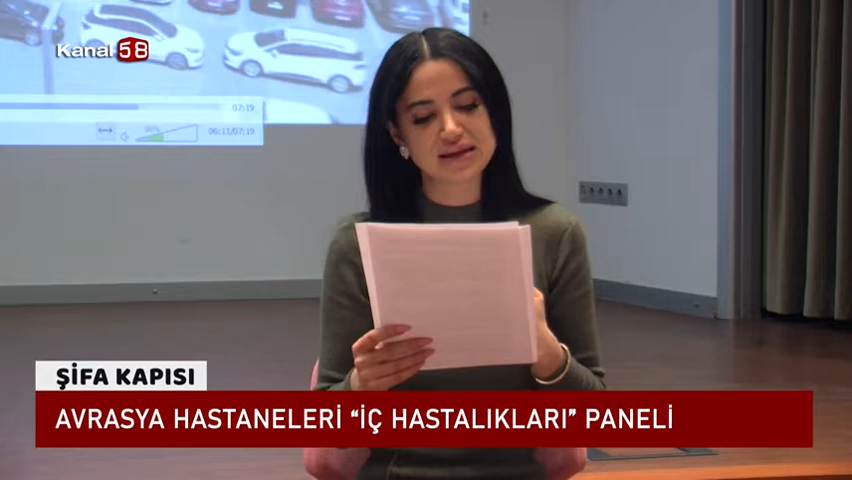 Kanal 58
07:19
06:11/07:19
ŞİFA KAPISI
AVRASYA HASTANELERİ “İÇ HASTALIKLARI” PANELİ